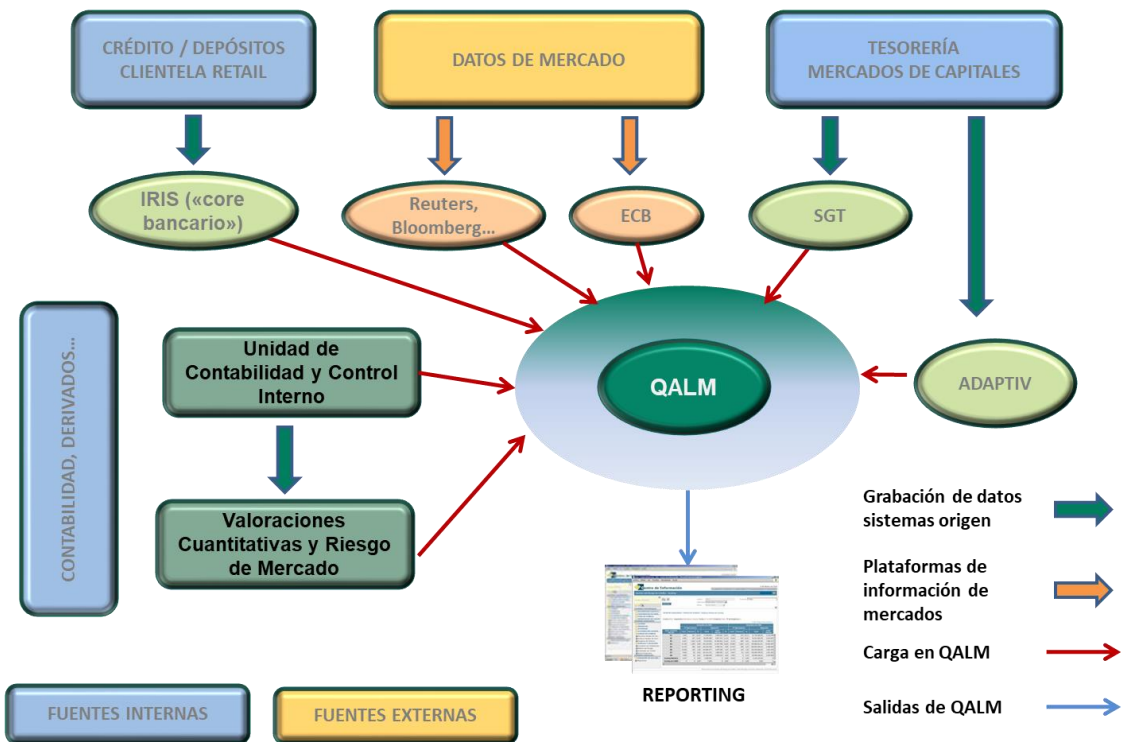 CRÉDITO / DEPÓSITOS
CLIENTELA RETAIL
DATOS DE MERCADO
TESORERÍA
MERCADOS DE CAPITALES
IRIS («core
bancario»)
Reuters,
Bloomberg...
ECB
SGT
CONTABILIDAD, DERIVADOS...
Unidad de
Contabilidad y Control
Interno
QALM
ADAPTIV
Valoraciones
Cuantitativas y Riesgo
de Mercado
Grabación de datos
sistemas origen
Plataformas de
información de
mercados
Carga en QALM
Salidas de QALM
REPORTING
FUENTES INTERNAS
FUENTES EXTERNAS